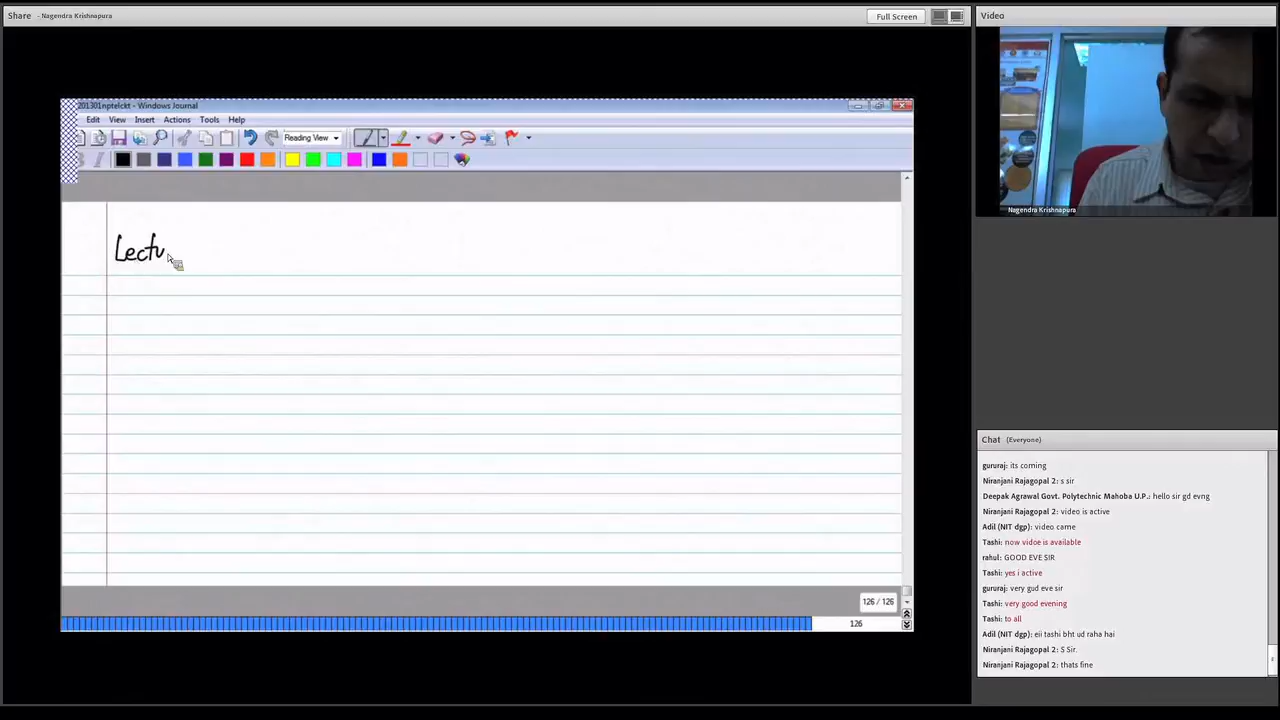 Share - Nagendra Krishnapura
Full Screen
Video
201301nptelckt - Windows Journal
Edit View Insert Actions Tools Help
Reading View
Lectu
126 / 126
126
Nagendra Krishnapura
Chat (Everyone)
gururaj: its coming
Niranjani Rajagopal 2: s sir
Deepak Agrawal Govt. Polytechnic Mahoba U.P.: hello sir gd evng
Niranjani Rajagopal 2: video is active
Adil (NIT dgp): video came
Tashi: now vidoe is available
rahul: GOOD EVE SIR
Tashi: yes i active
gururaj: very gud eve sir
Tashi: very good evening
Tashi: to all
Adil (NIT dgp): eii tashi bht ud raha hai
Niranjani Rajagopal 2: S Sir.
Niranjani Rajagopal 2: thats fine